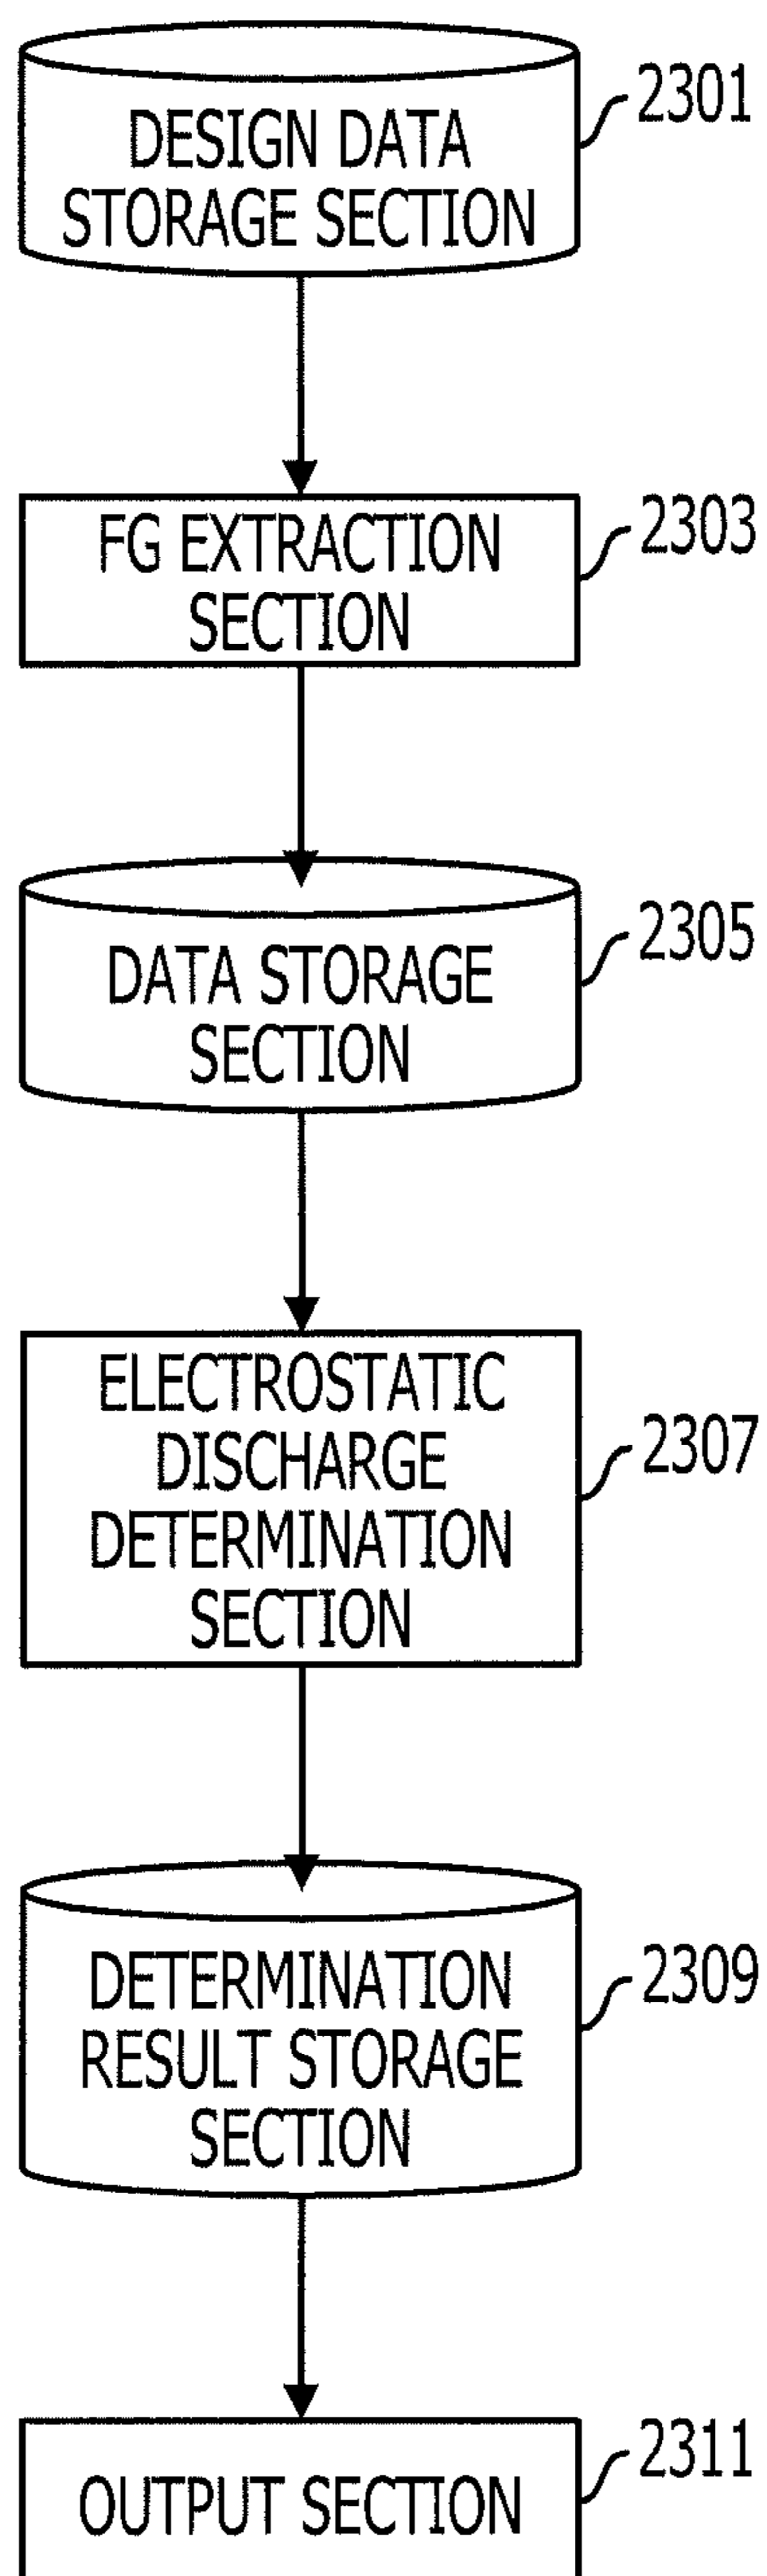 DESIGN DATA
STORAGE SECTION
2301
FG EXTRACTION
SECTION
2303
DATA STORAGE
SECTION
2305
ELECTROSTATIC
DISCHARGE
DETERMINATION
SECTION
2307
DETERMINATION
RESULT STORAGE
SECTION
2309
OUTPUT SECTION
2311